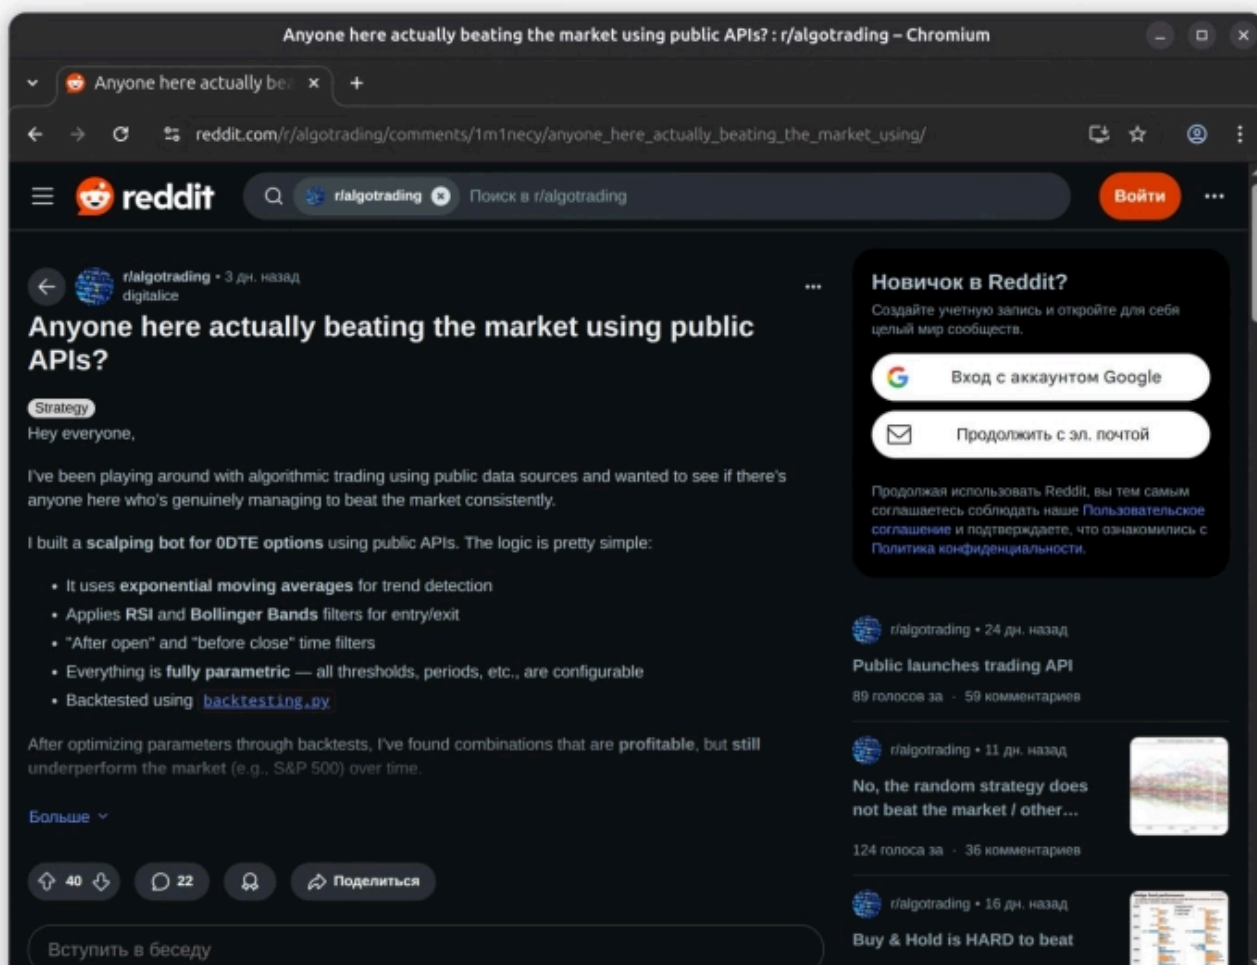 Anyone here actually beating the market using public APIs? : r/algotrading – Chromium
Anyone here actually bea
reddit.com/r/algotrading/comments/1m1necy/anyone_here_actually_beating_the_market_using/
reddit
r/algotrading
Поиск в r/algotrading
Войти
r/algotrading • 3 дн. назад
digitalice
Anyone here actually beating the market using public
APIs?
Strategy
Hey everyone,
I've been playing around with algorithmic trading using public data sources and wanted to see if there's
anyone here who's genuinely managing to beat the market consistently.
I built a scalping bot for 0DTE options using public APIs. The logic is pretty simple:
• It uses exponential moving averages for trend detection
• Applies RSI and Bollinger Bands filters for entry/exit
• "After open" and "before close" time filters
• Everything is fully parametric — all thresholds, periods, etc., are configurable
• Backtested using backtesting.py
After optimizing parameters through backtests, I've found combinations that are profitable, but still
underperform the market (e.g., S&P 500) over time.
Больше
40
22
Поделиться
Вступить в беседу
Новичок в Reddit?
Создайте учетную запись и откройте для себя
целый мир сообществ.
Вход с аккаунтом Google
Продолжить с эл. почтой
Продолжая использовать Reddit, вы тем самым
соглашаетесь соблюдать наше Пользовательское
соглашение и подтверждаете, что ознакомились с
Политика конфиденциальности.
r/algotrading • 24 дн. назад
Public launches trading API
89 голосов за · 59 комментариев
r/algotrading • 11 дн. назад
No, the random strategy does
not beat the market / other…
124 голоса за · 36 комментариев
r/algotrading • 16 дн. назад
Buy & Hold is HARD to beat